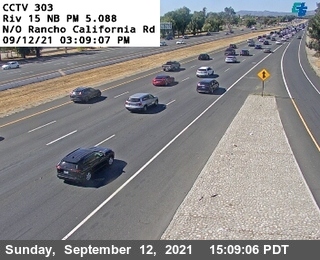 CCTV 303
Riv 15 NB PM 5.088
N/O Rancho California Rd
09/12/21 03:09:07 PM
Sunday, September 12, 2021 15:09:06 PDT